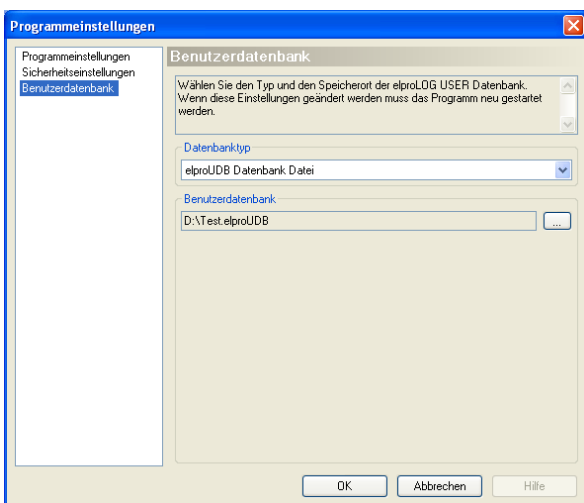 Programmeinstellungen
Programmeinstellungen
Sicherheitseinstellungen
Benutzerdatenbank
Benutzerdatenbank
Wählen Sie den Typ und den Speicherort der elproLOG USER Datenbank.
Wenn diese Einstellungen geändert werden muss das Programm neu gestartet
werden.
Datenbanktyp
elproUDB Datenbank Datei
Benutzerdatenbank
D:\Test.elproUDB
...
OK
Abbrechen
Hilfe